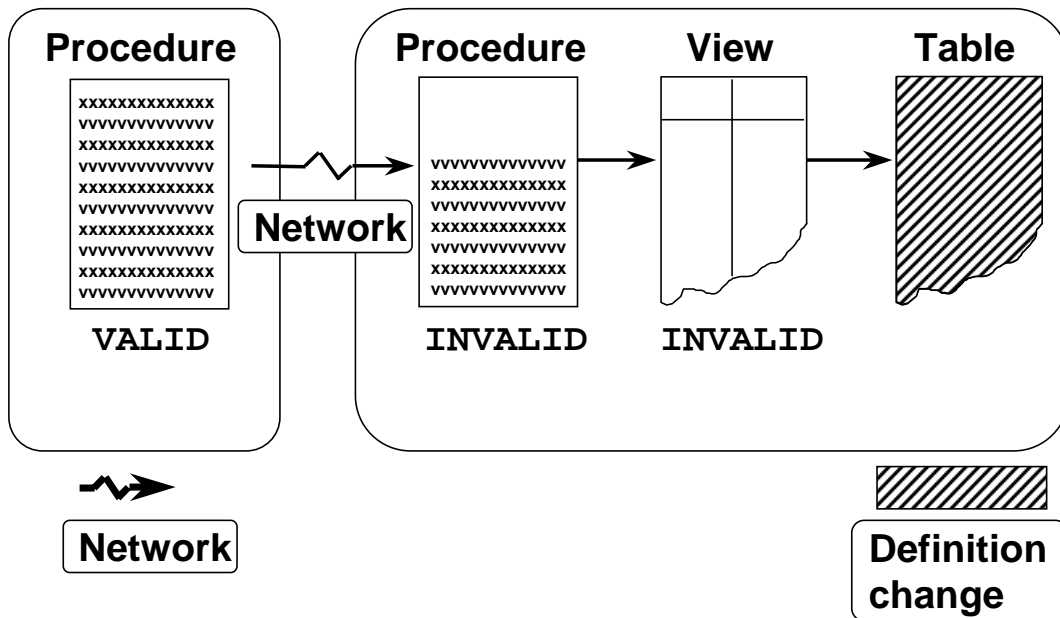 Procedure
xxxxxxxxxxxxxx
vvvvvvvvvvvvvv
xxxxxxxxxxxxxx
vvvvvvvvvvvvvv
xxxxxxxxxxxxxx
vvvvvvvvvvvvvv
xxxxxxxxxxxxxx
vvvvvvvvvvvvvv
xxxxxxxxxxxxxx
vvvvvvvvvvvvvv
VALID
Network
Procedure
vvvvvvvvvvvvvv
xxxxxxxxxxxxxx
vvvvvvvvvvvvvv
xxxxxxxxxxxxxx
vvvvvvvvvvvvvv
xxxxxxxxxxxxxx
vvvvvvvvvvvvvv
INVALID
View
INVALID
Table
Network
Definition
change